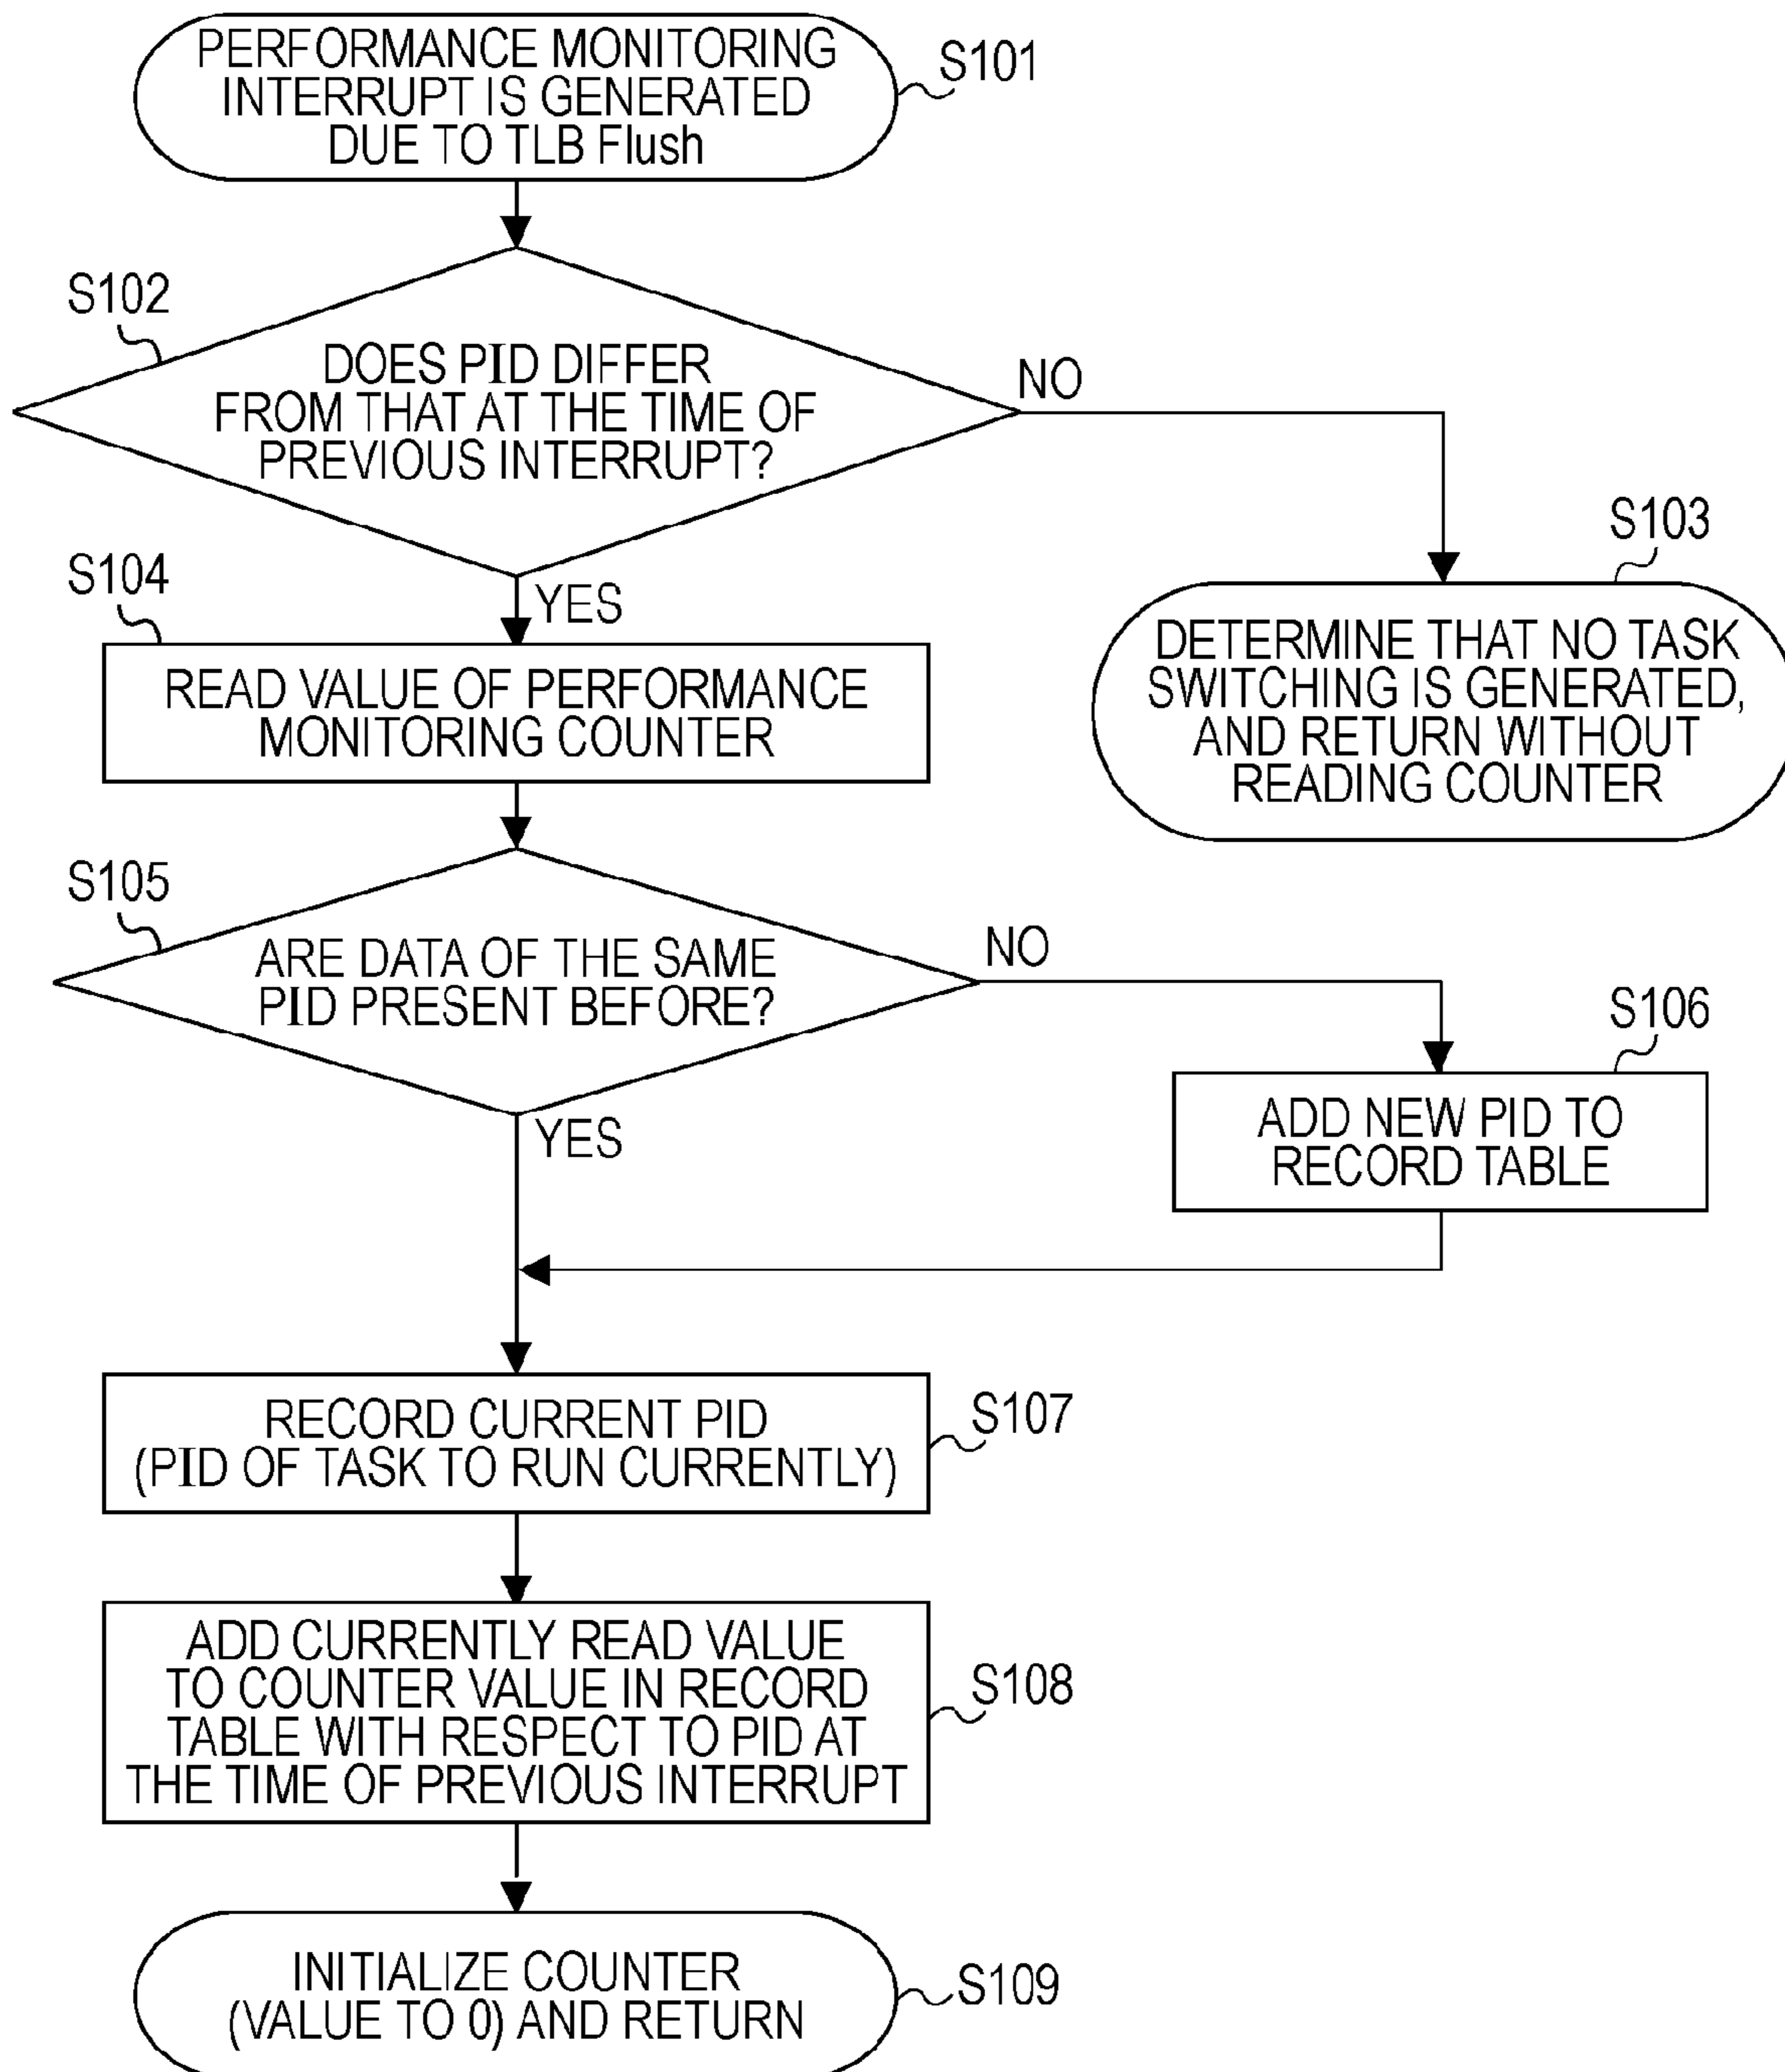 PERFORMANCE MONITORING
INTERRUPT IS GENERATED
DUE TO TLB Flush
S101
S102
DOES PID DIFFER
FROM THAT AT THE TIME OF
PREVIOUS INTERRUPT?
NO
YES
S103
DETERMINE THAT NO TASK
SWITCHING IS GENERATED,
AND RETURN WITHOUT
READING COUNTER
S104
READ VALUE OF PERFORMANCE
MONITORING COUNTER
S105
ARE DATA OF THE SAME
PID PRESENT BEFORE?
NO
YES
S106
ADD NEW PID TO
RECORD TABLE
RECORD CURRENT PID
(PID OF TASK TO RUN CURRENTLY)
S107
ADD CURRENTLY READ VALUE
TO COUNTER VALUE IN RECORD
TABLE WITH RESPECT TO PID AT
THE TIME OF PREVIOUS INTERRUPT
S108
INITIALIZE COUNTER
(VALUE TO 0) AND RETURN
S109